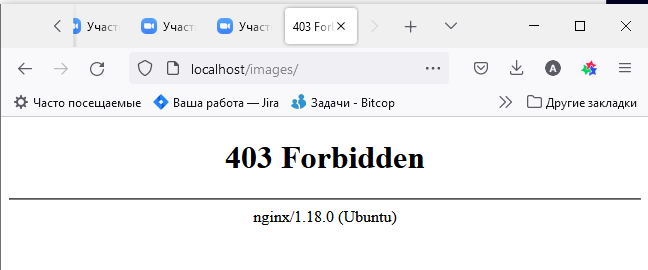 Участ
Участ
Участ
403 Forb
localhost/images/
A
Часто посещаемые
Ваша работа — Jira
Задачи - Bitcop
Другие закладки
403 Forbidden
nginx/1.18.0 (Ubuntu)